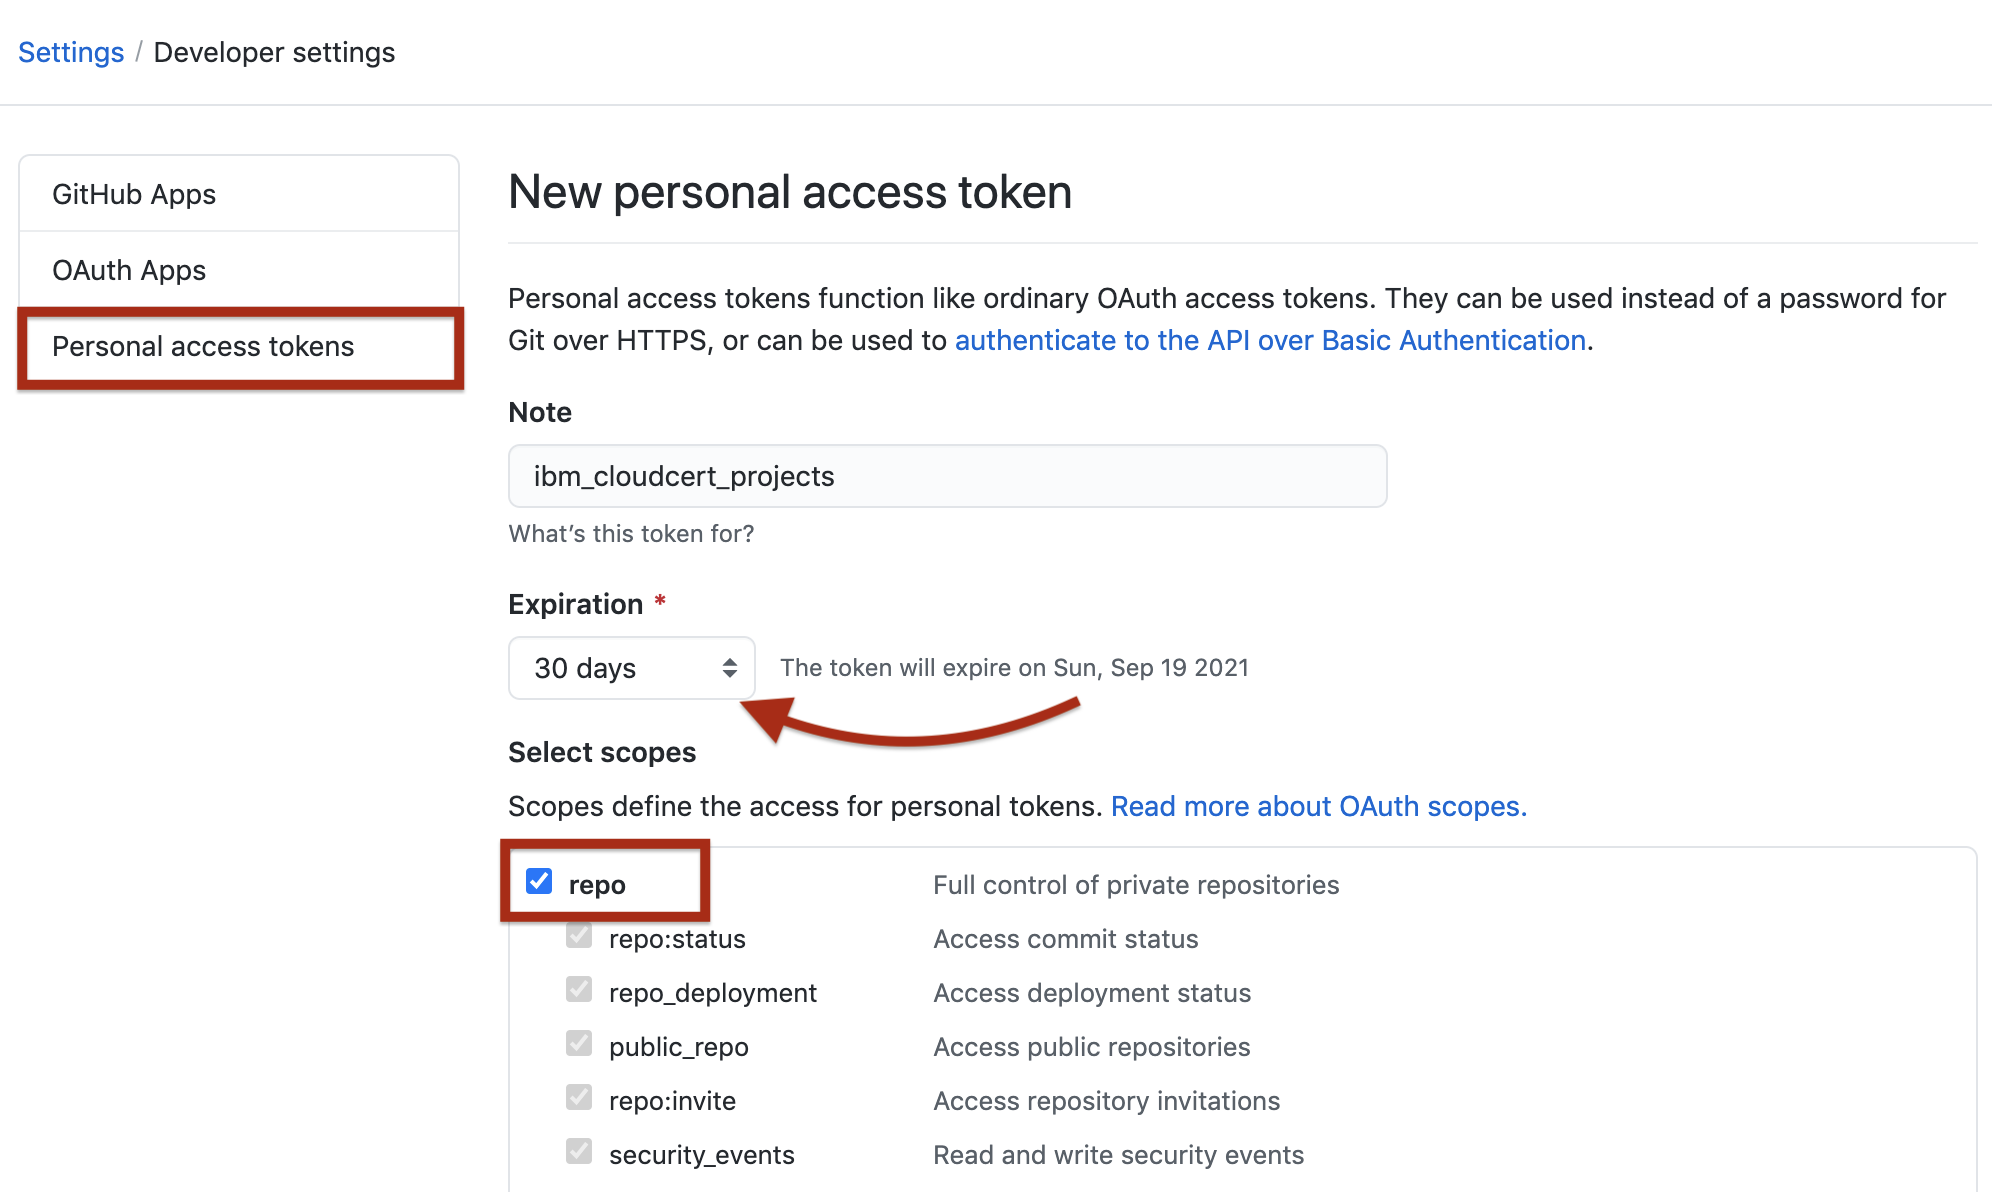 Settings / Developer settings
GitHub Apps
OAuth Apps
Personal access tokens
New personal access token
Personal access tokens function like ordinary OAuth access tokens. They can be used instead of a password for
Git over HTTPS, or can be used to authenticate to the API over Basic Authentication.
Note
ibm_cloudcert_projects
What’s this token for?
Expiration *
30 days The token will expire on Sun, Sep 19 2021
Select scopes
Scopes define the access for personal tokens. Read more about OAuth scopes.
repo Full control of private repositories
repo:status Access commit status
repo_deployment Access deployment status
public_repo Access public repositories
repo:invite Access repository invitations
security_events Read and write security events